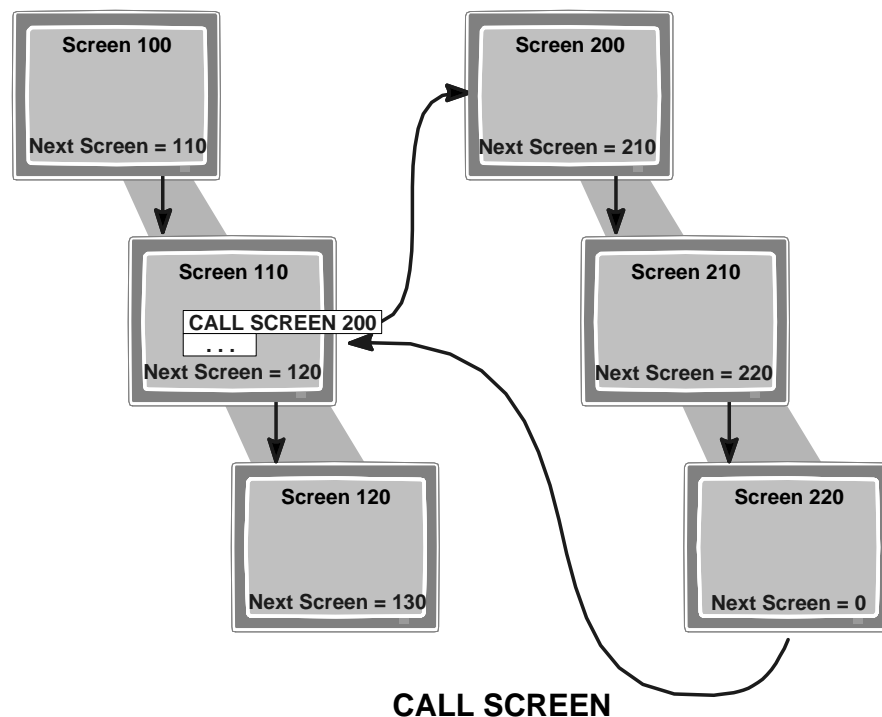 Screen 100
Next Screen = 110
Screen 110
CALL SCREEN 200
. . .
Next Screen = 120
Screen 120
Next Screen = 130
Screen 200
Next Screen = 210
Screen 210
Next Screen = 220
Screen 220
Next Screen = 0
CALL SCREEN